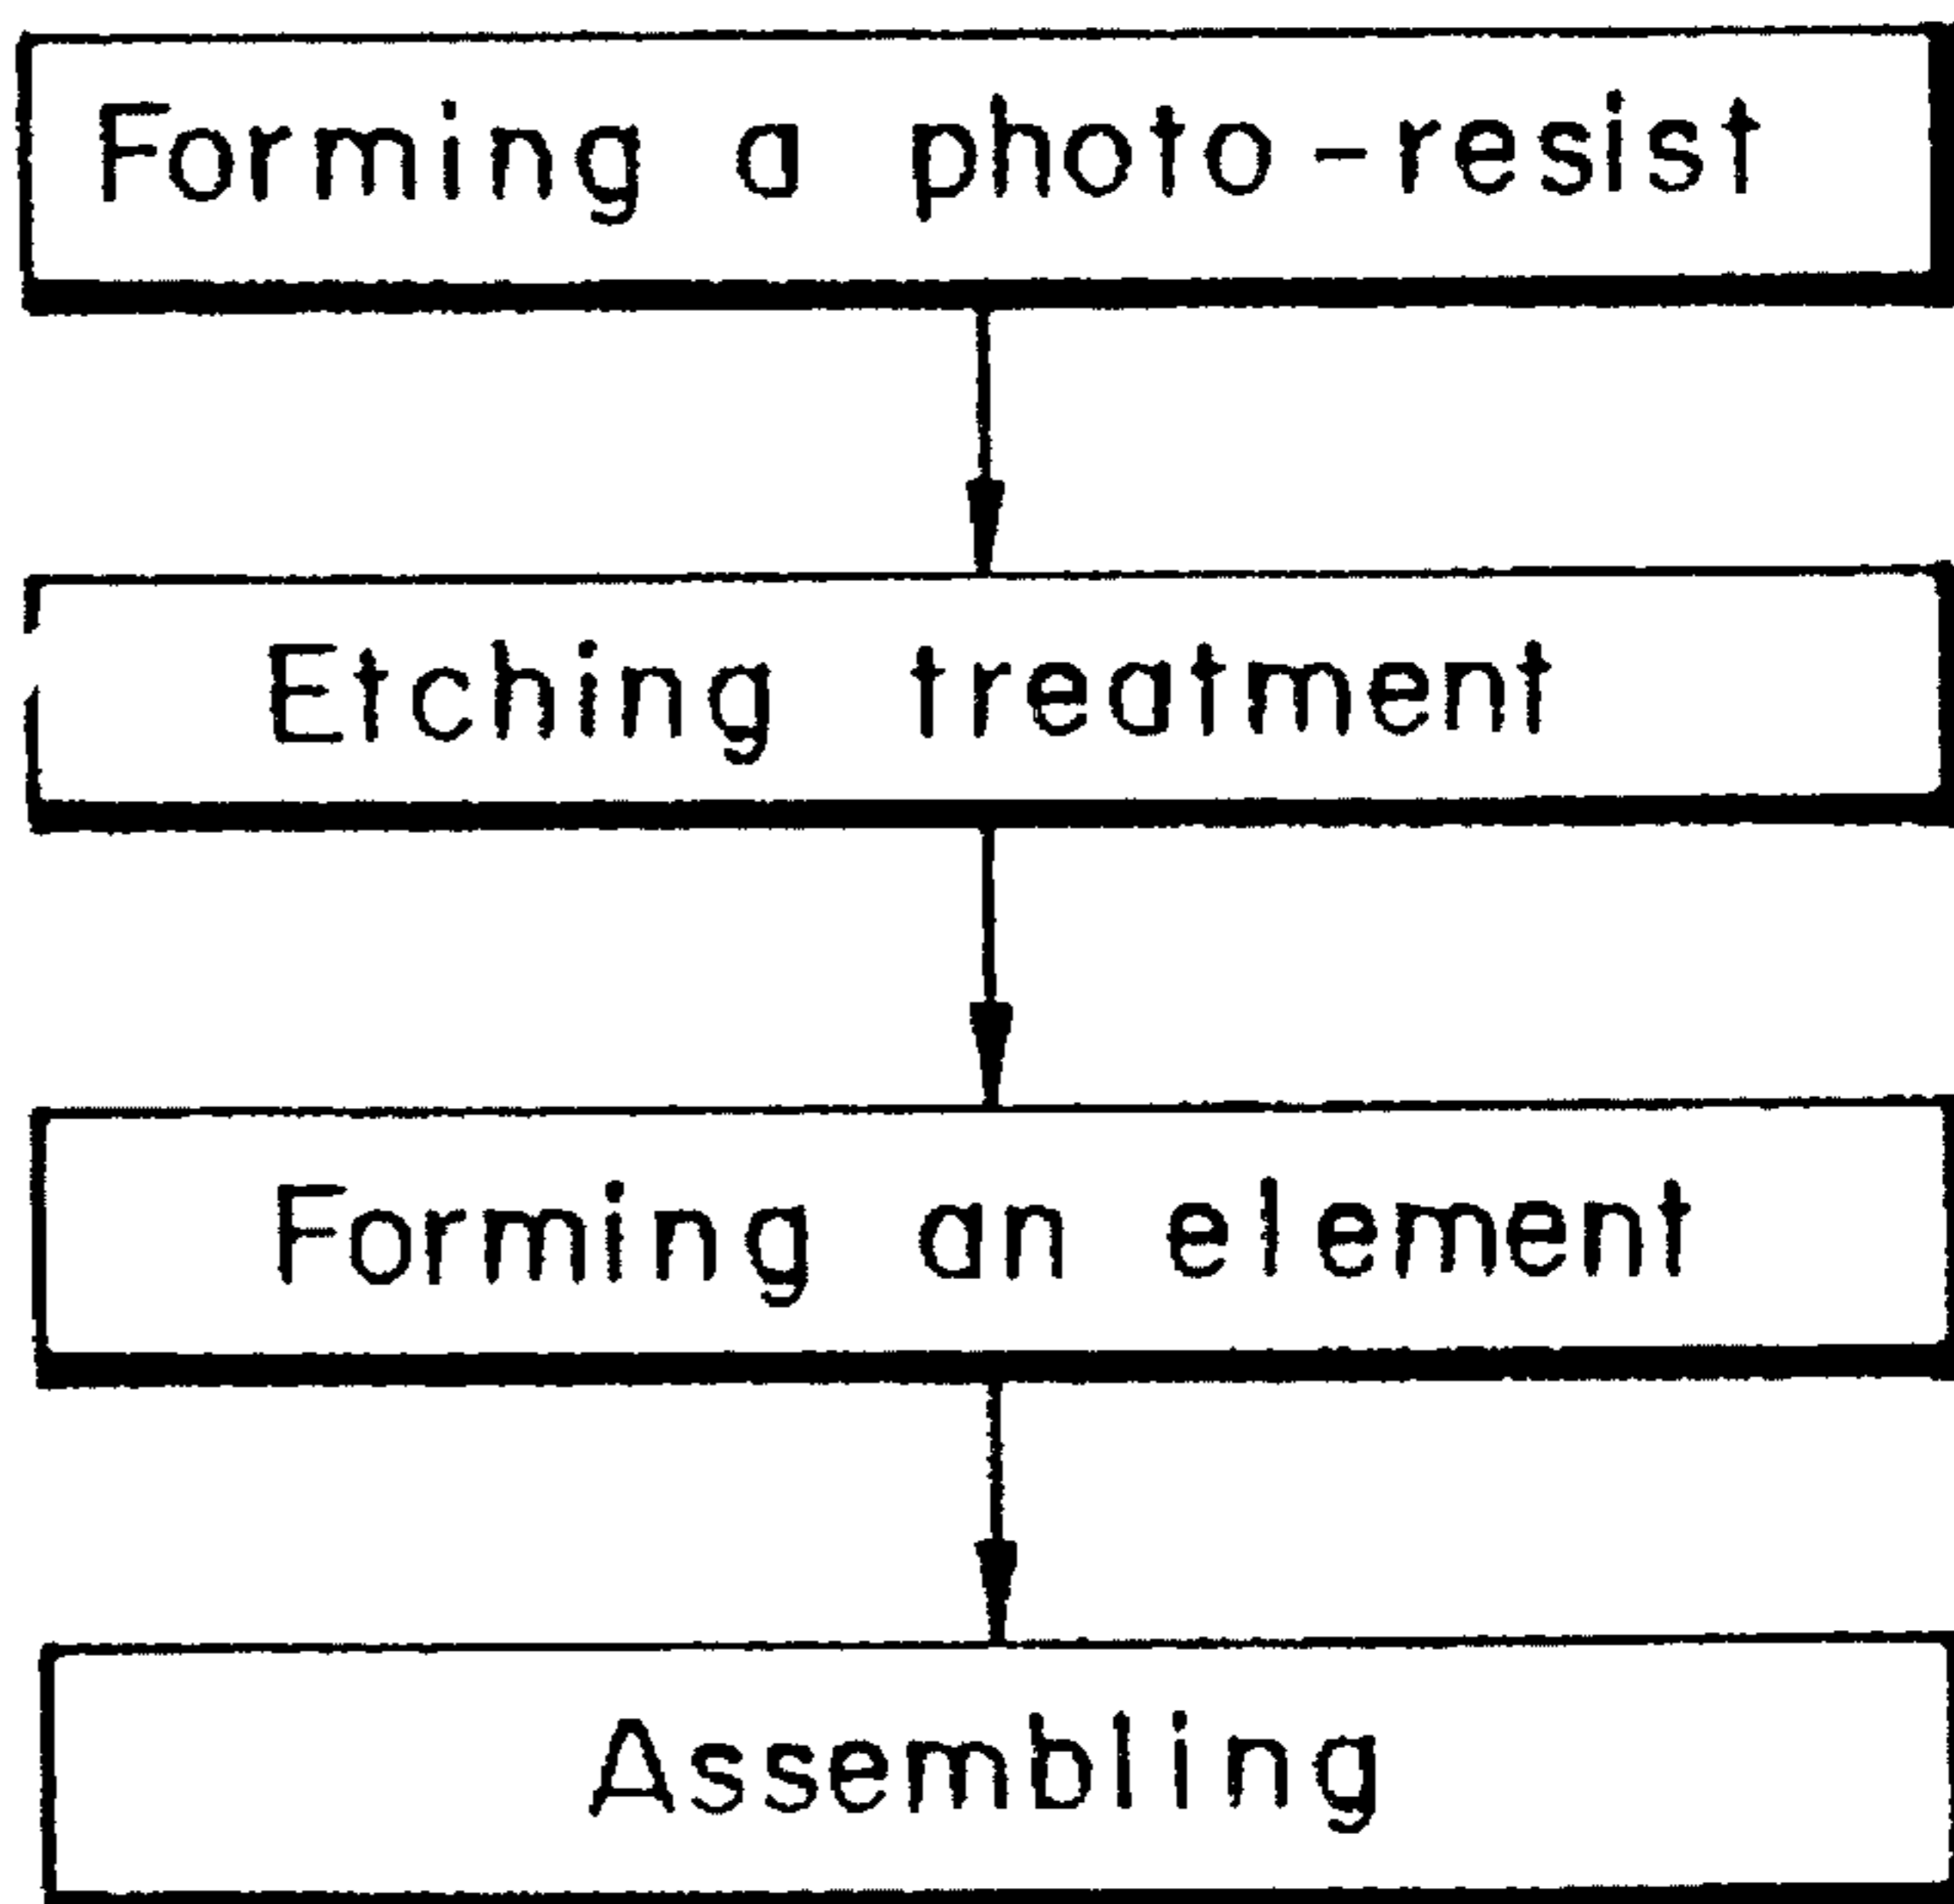 Forming a photo-resist
Etching treatment
Forming an element
Assembling